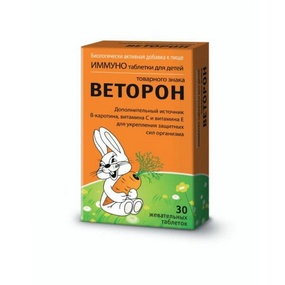 Биологически активная добавка к пище
ИММУНО таблетки для детей
товарного знака
ВЕТОРОН
Дополнительный источник
В-каротина, витамина С и витамина Е
для укрепления защитных
сил организма
30
жевательных
таблеток